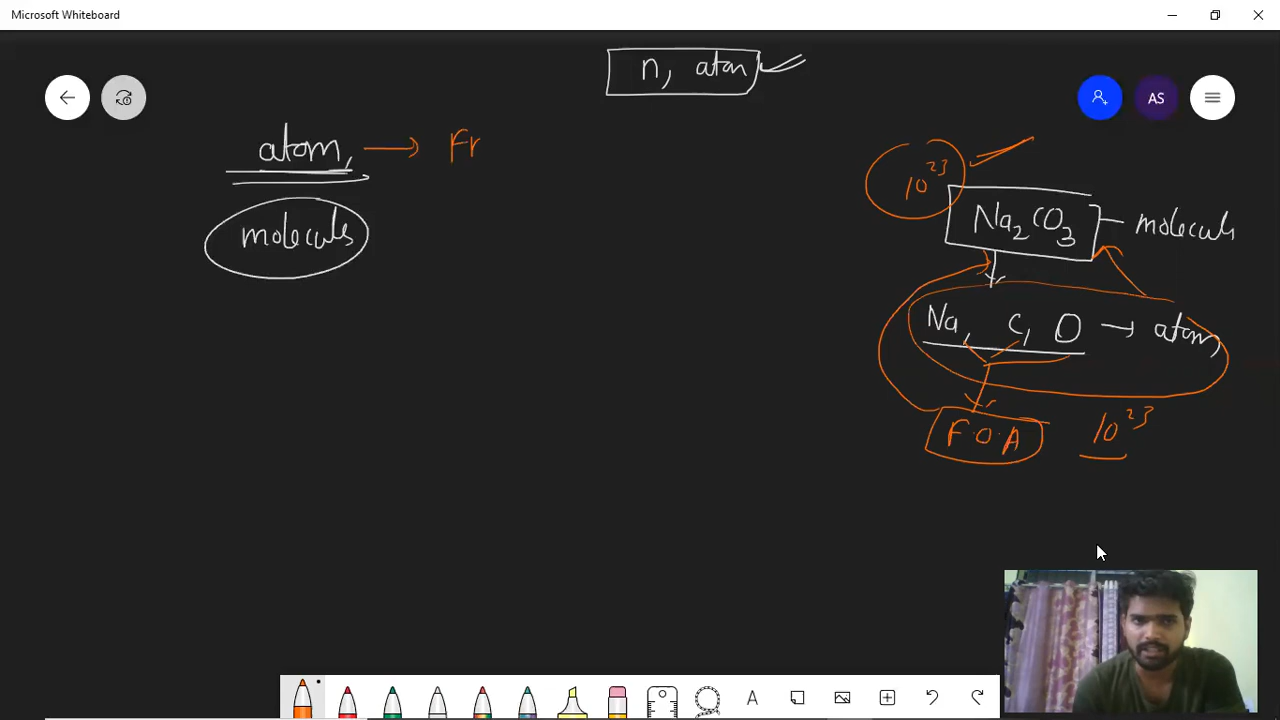 Microsoft Whiteboard
n, atom
AS
atom, → Fr
molecule
10²³
Na₂CO₃ - molecule
Na, C, O → atom,
F.O.A 10²³
A